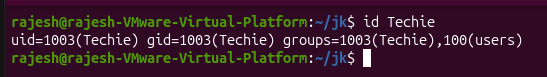 rajesh@rajesh-VMware-Virtual-Platform:~/jk$ id Techie
uid=1003(Techie) gid=1003(Techie) groups=1003(Techie),100(users)
rajesh@rajesh-VMware-Virtual-Platform:~/jk$